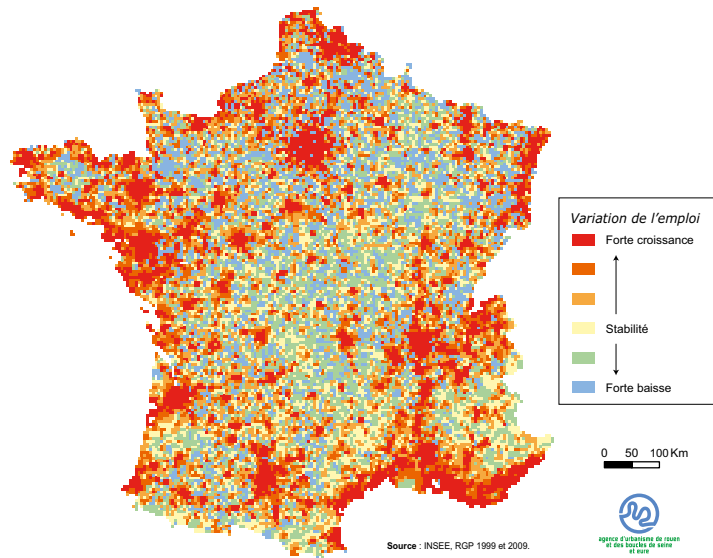 Variation de l'emploi
Forte croissance
Stabilité
Forte baisse
0 50 100 Km
agence d'urbanisme de rouen
et des boucles de seine
et eure
Source : INSEE, RGP 1999 et 2009.